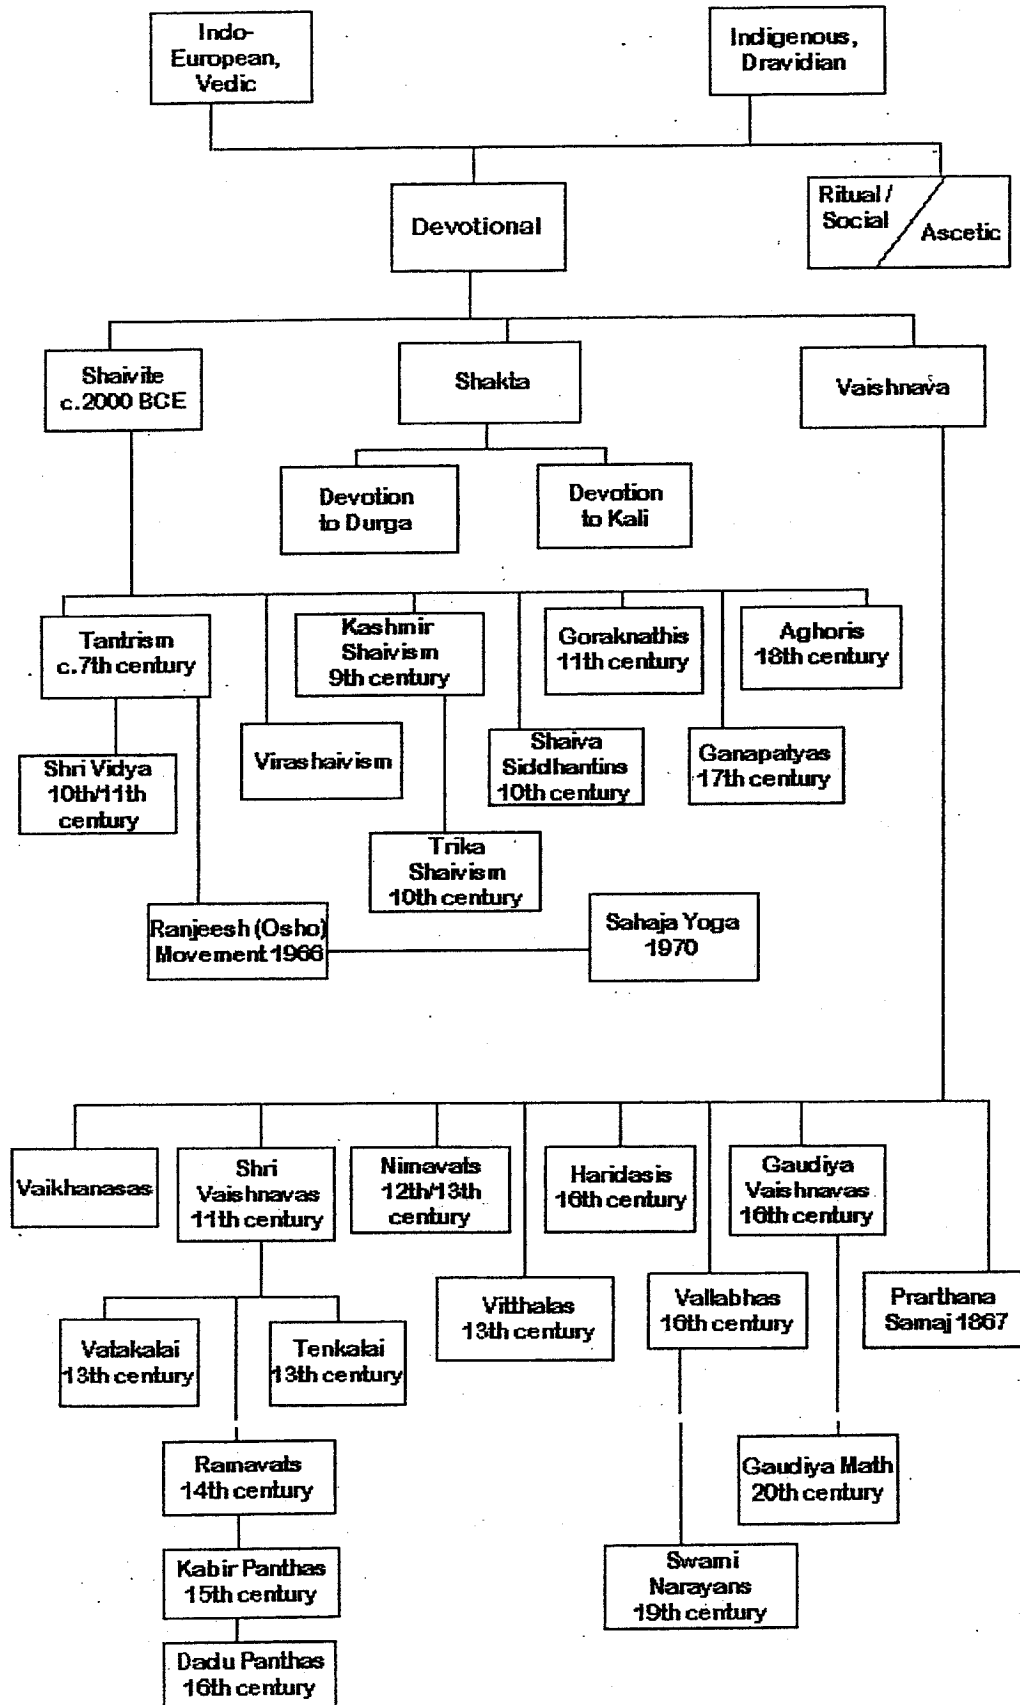 Indo-
European,
Vedic
Indigenous,
Dravidian
Devotional
Ritual /
Social
Ascetic
Shaivite
c.2000 BCE
Shakta
Vaishnava
Devotion
to Durga
Devotion
to Kali
Tantrism
c.7th century
Kashmir
Shaivism
9th century
Goraknathis
11th century
Aghoris
18th century
Shri Vidya
10th/11th
century
Virashaivism
Shaiva
Siddhantins
10th century
Ganapatyas
17th century
Trika
Shaivism
10th century
Ranjeesh (Osho)
Movement 1966
Sahaja Yoga
1970
Vaikhanasas
Shri
Vaishnavas
11th century
Nimavats
12th/13th
century
Haridasis
16th century
Gaudiya
Vaishnavas
16th century
Vitthalas
13th century
Vallabhas
16th century
Prarthana
Samaj 1867
Vatakalai
13th century
Tenkalai
13th century
Ramavats
14th century
Gaudiya Math
20th century
Kabir Panthas
15th century
Swami
Narayans
19th century
Dadu Panthas
16th century